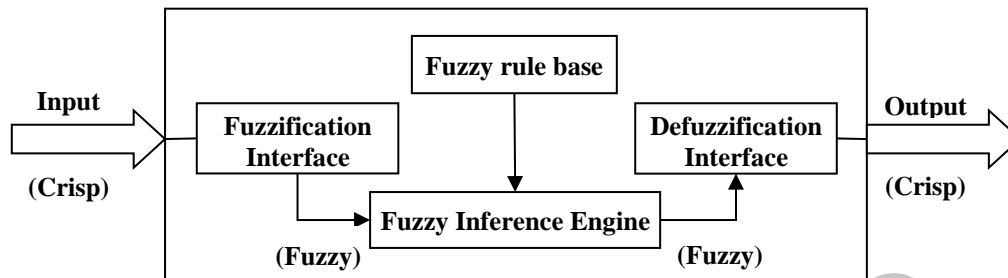 Fuzzy rule base
Input
Fuzzification
Interface
Defuzzification
Interface
Output
(Crisp)
Fuzzy Inference Engine
(Crisp)
(Fuzzy)
(Fuzzy)